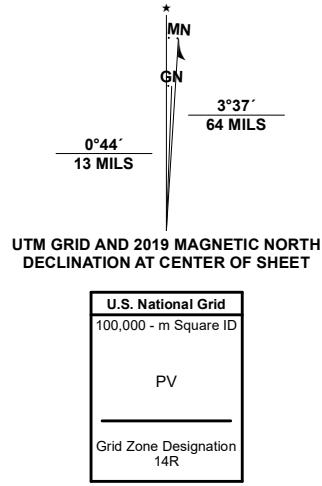 MN
GN
3°37´
64 MILS
0°44´
13 MILS
UTM GRID AND 2019 MAGNETIC NORTH
DECLINATION AT CENTER OF SHEET
U.S. National Grid
100,000 - m Square ID
PV
Grid Zone Designation
14R